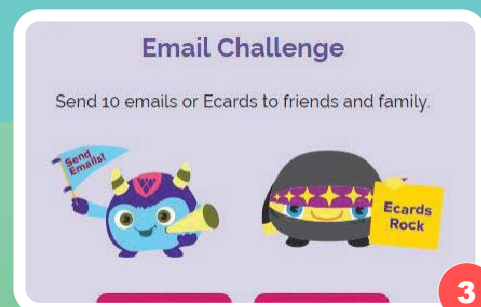 Email Challenge
Send 10 emails or Ecards to friends and family.
Send
Emails!
Ecards
Rock
3